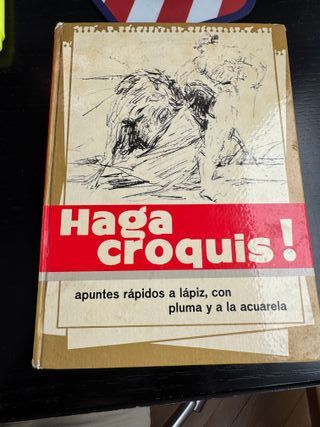 Haga
croquis!
apuntes rápidos a lápiz, con
pluma y a la acuarela